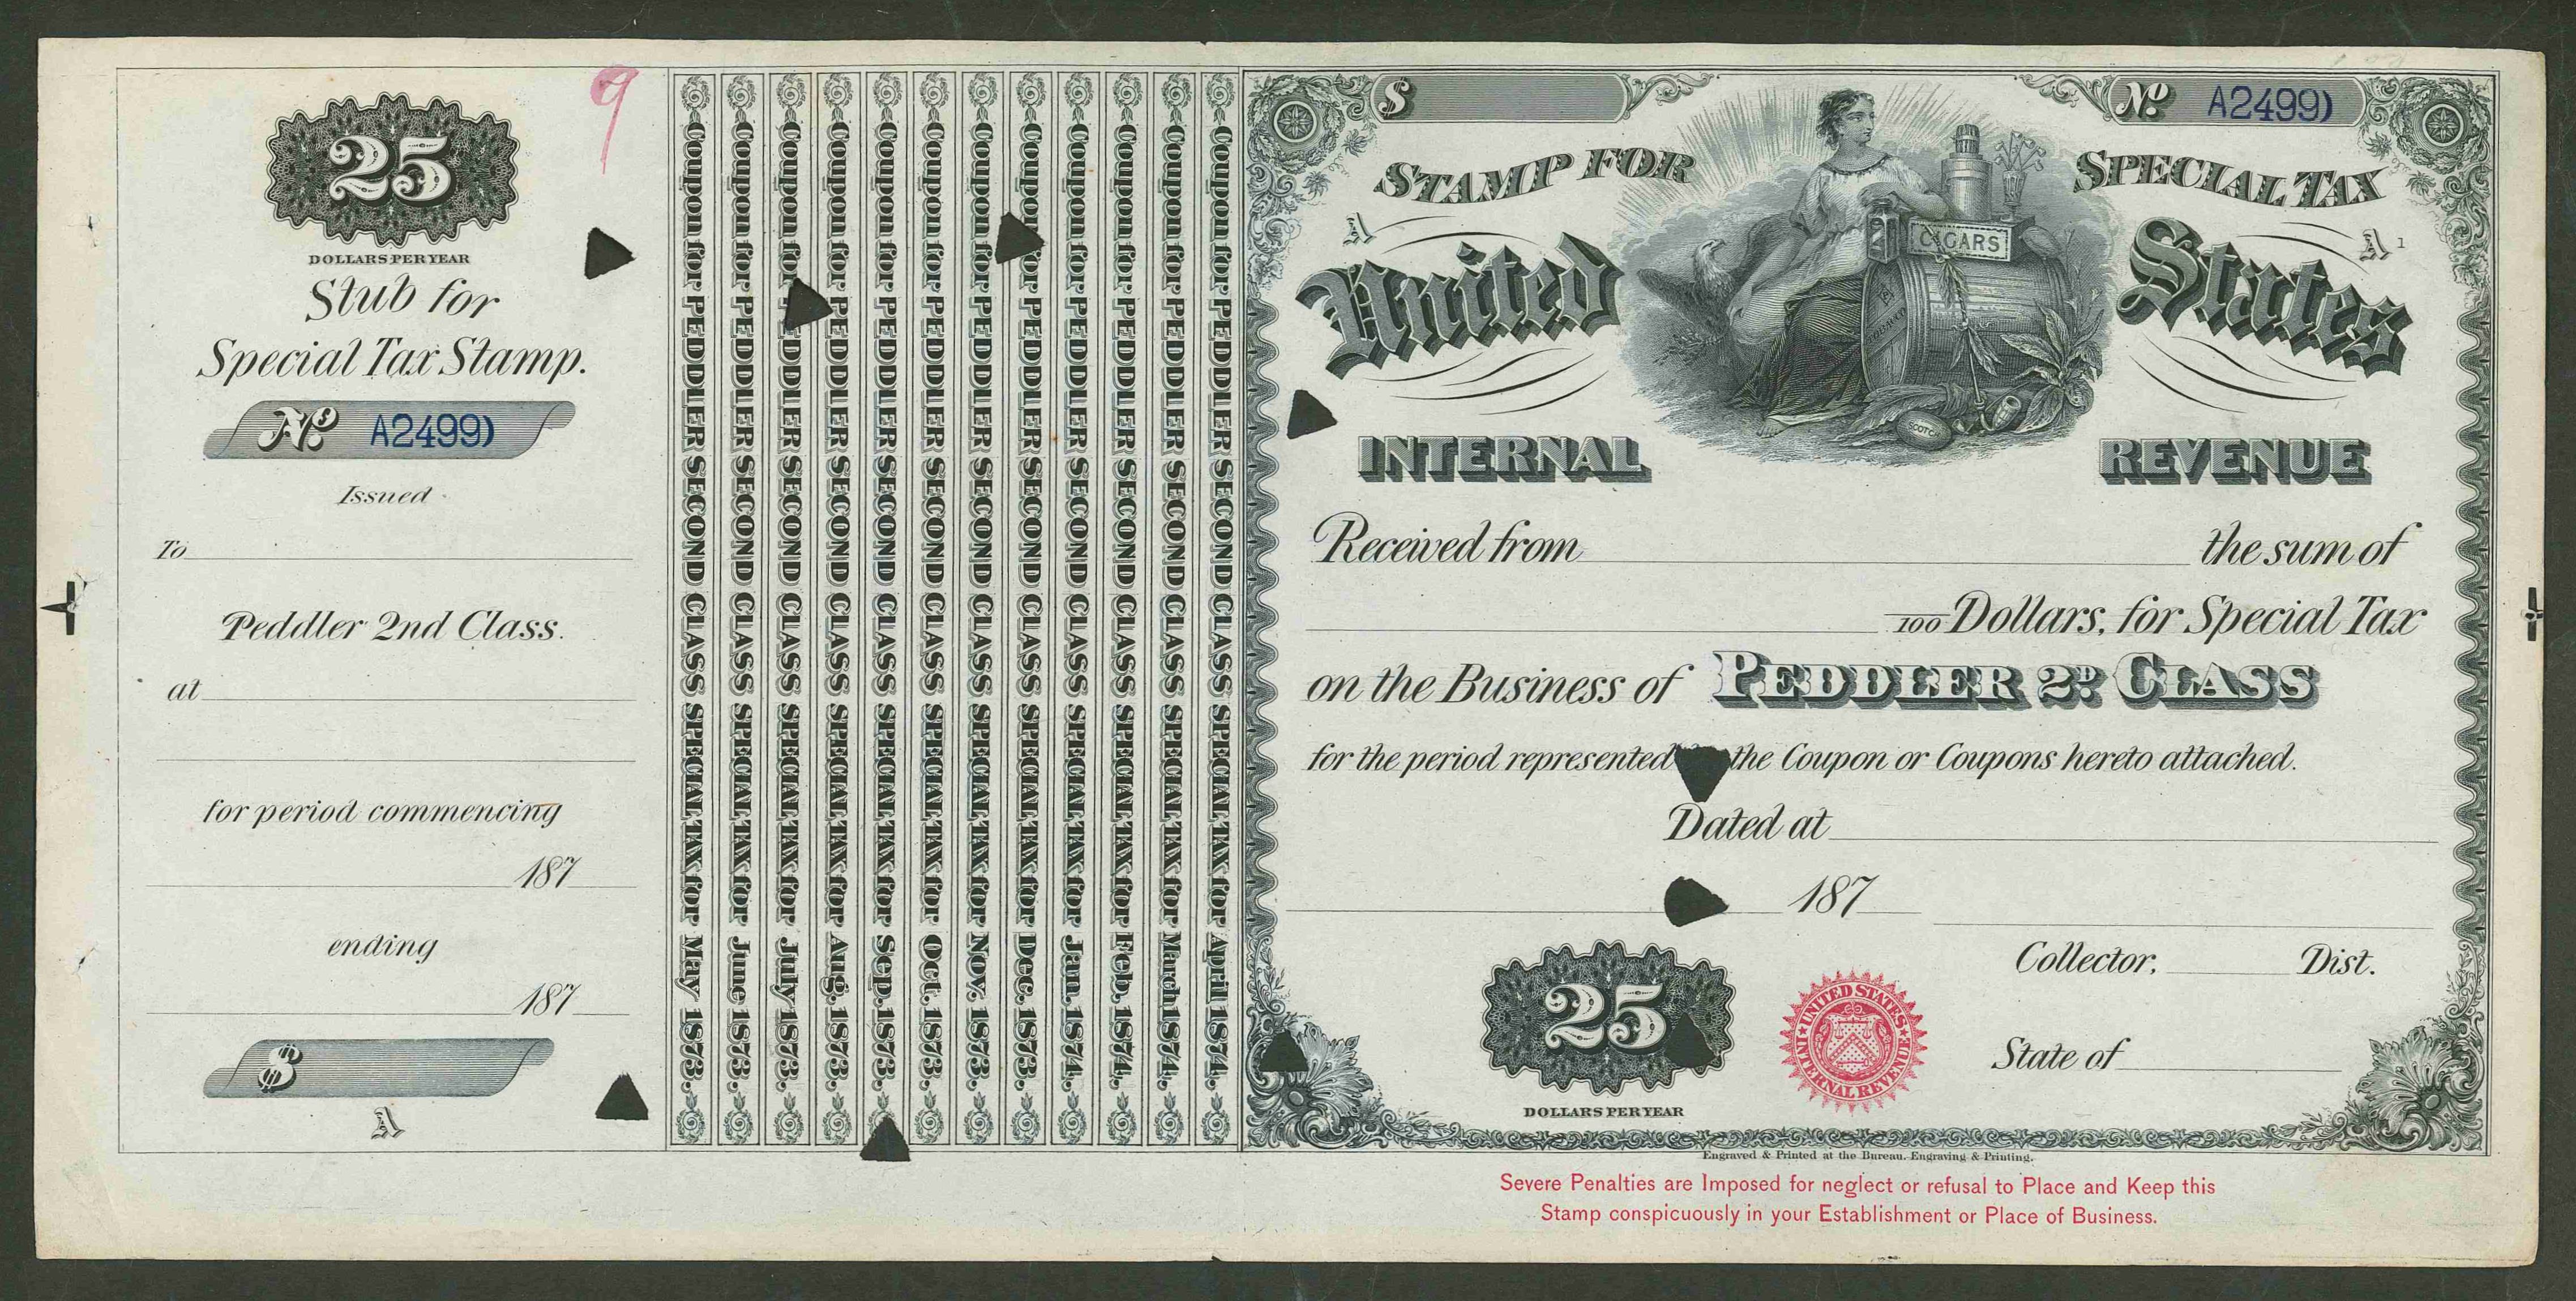 9
25
DOLLARS PER YEAR
Stub for
Special Tax Stamp.
No. A2499)
Issued
To
Peddler 2nd Class.
at
for period commencing
187
ending
187
$
A
Coupon for PEDDLER SECOND CLASS SPECIAL TAX for May 1873.
Coupon for PEDDLER SECOND CLASS SPECIAL TAX for June 1873.
Coupon for PEDDLER SECOND CLASS SPECIAL TAX for July 1873.
Coupon for PEDDLER SECOND CLASS SPECIAL TAX for Aug. 1873.
Coupon for PEDDLER SECOND CLASS SPECIAL TAX for Sep. 1873.
Coupon for PEDDLER SECOND CLASS SPECIAL TAX for Oct. 1873.
Coupon for PEDDLER SECOND CLASS SPECIAL TAX for Nov. 1873.
Coupon for PEDDLER SECOND CLASS SPECIAL TAX for Dec. 1873.
Coupon for PEDDLER SECOND CLASS SPECIAL TAX for Jan. 1874.
Coupon for PEDDLER SECOND CLASS SPECIAL TAX for Feb. 1874.
Coupon for PEDDLER SECOND CLASS SPECIAL TAX for March 1874.
Coupon for PEDDLER SECOND CLASS SPECIAL TAX for April 1874.
$ No. A2499)
STAMP FOR SPECIAL TAX
A A 1
CIGARS
United States
SCOTCH
INTERNAL REVENUE
Received from the sum of
/100 Dollars, for Special Tax
on the Business of PEDDLER 2D. CLASS
for the period represented the Coupon or Coupons hereto attached.
Dated at
187
Collector, Dist.
25
UNITED STATES INTERNAL REVENUE
State of
DOLLARS PER YEAR
Engraved & Printed at the Bureau, Engraving & Printing.
Severe Penalties are Imposed for neglect or refusal to Place and Keep this
Stamp conspicuously in your Establishment or Place of Business.